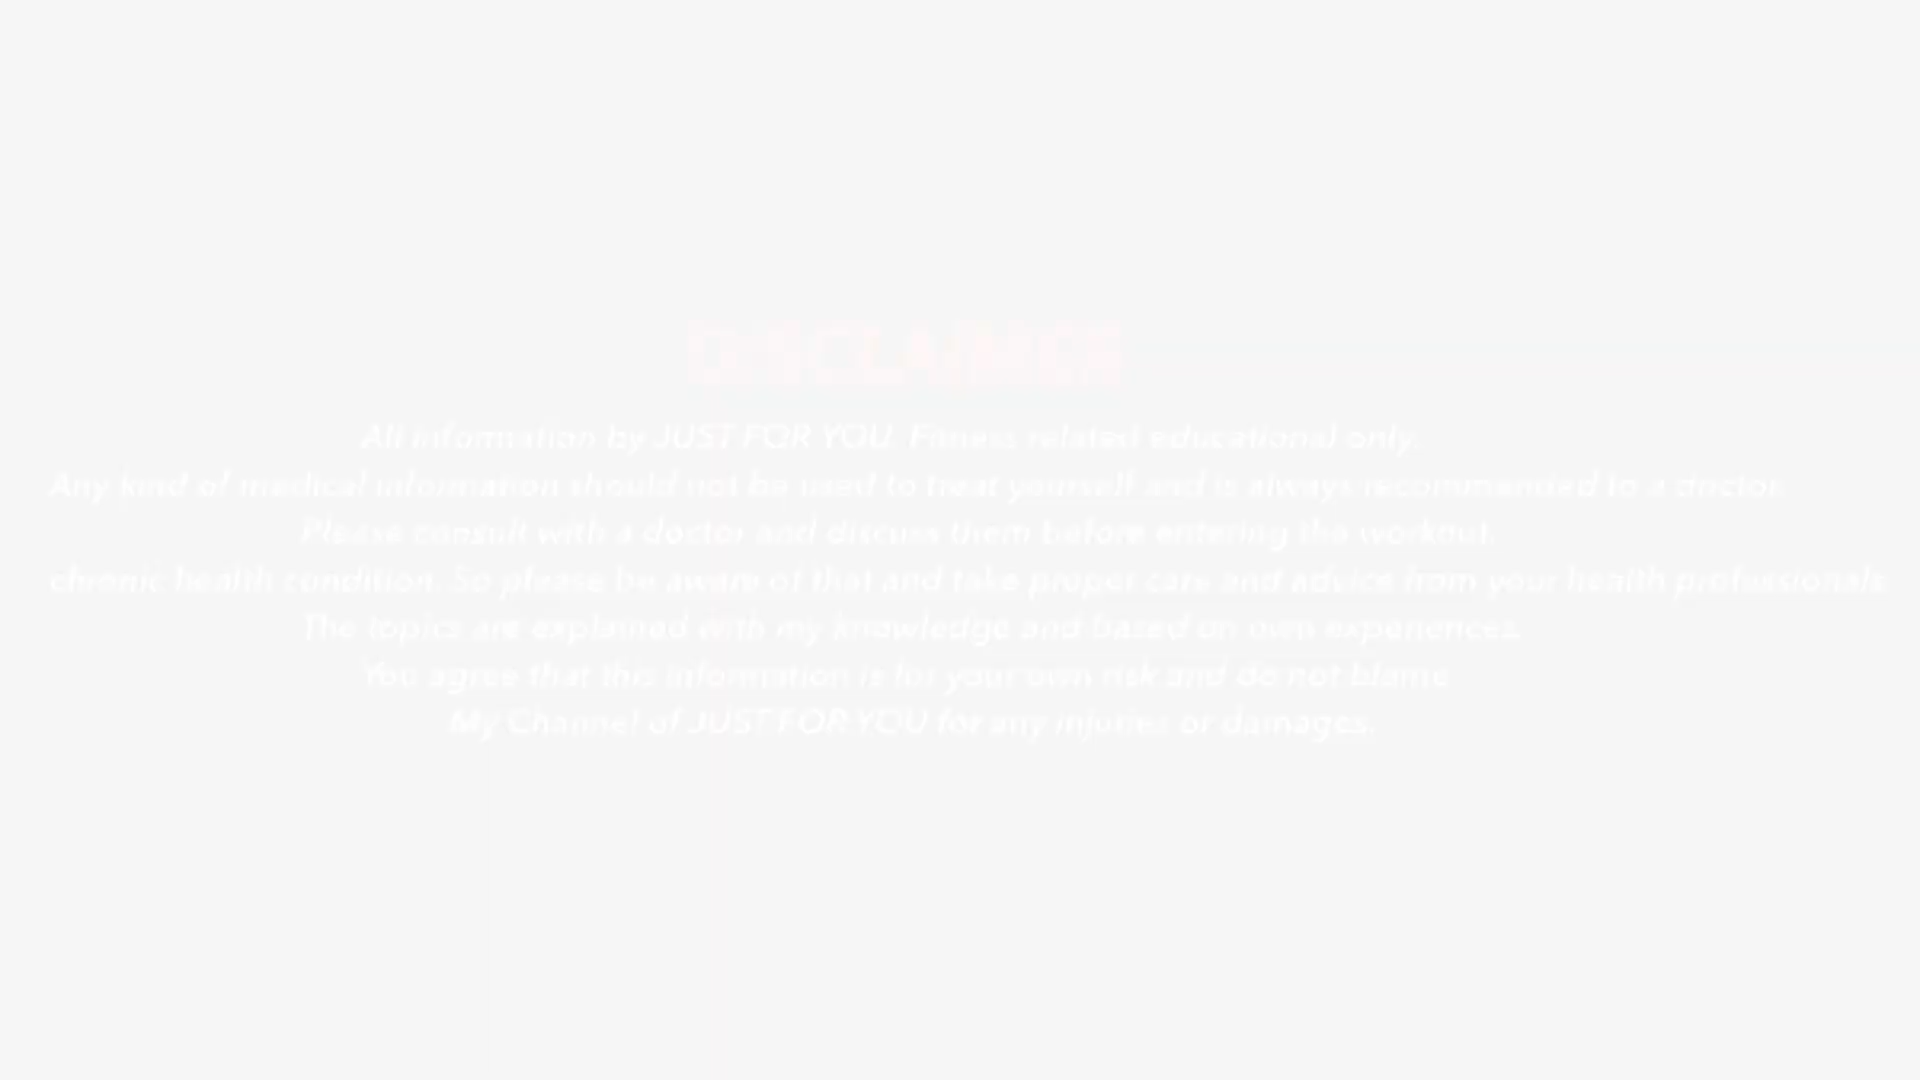 DISCLAIMER
All information by JUST FOR YOU Fitness related educational only.
Any kind of medical information should not be used to treat yourself and is always recommended to a doctor.
Please consult with a doctor and discuss them before entering the workout.
chronic health condition. So please be aware of that and take proper care and advice from your health professionals
The topics are explained with my knowledge and based on own experiences.
You agree that this information is for your own risk and do not blame
My Channel of JUST FOR YOU for any injuries or damages.